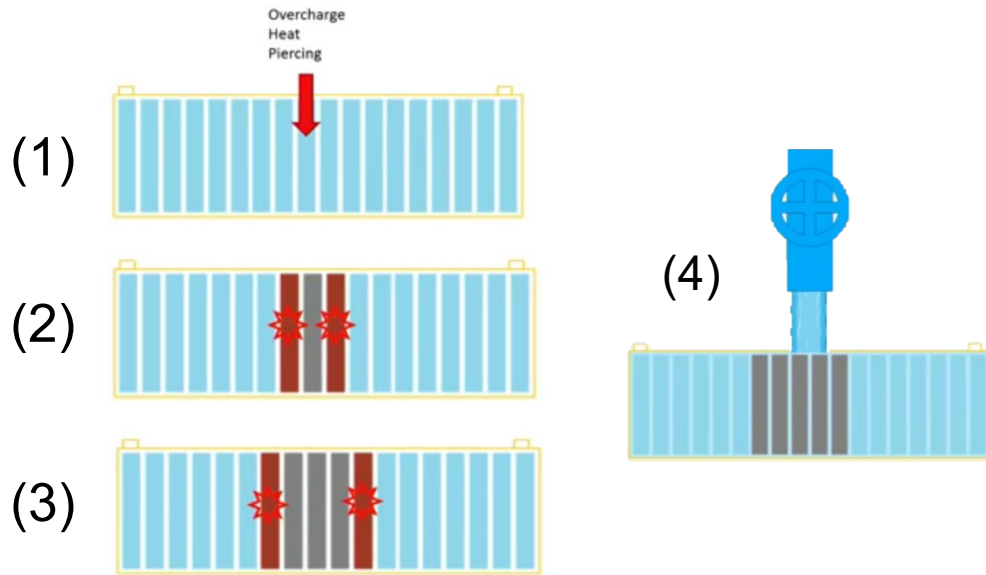 Overcharge
Heat
Piercing
(1)
(2)
(3)
(4)